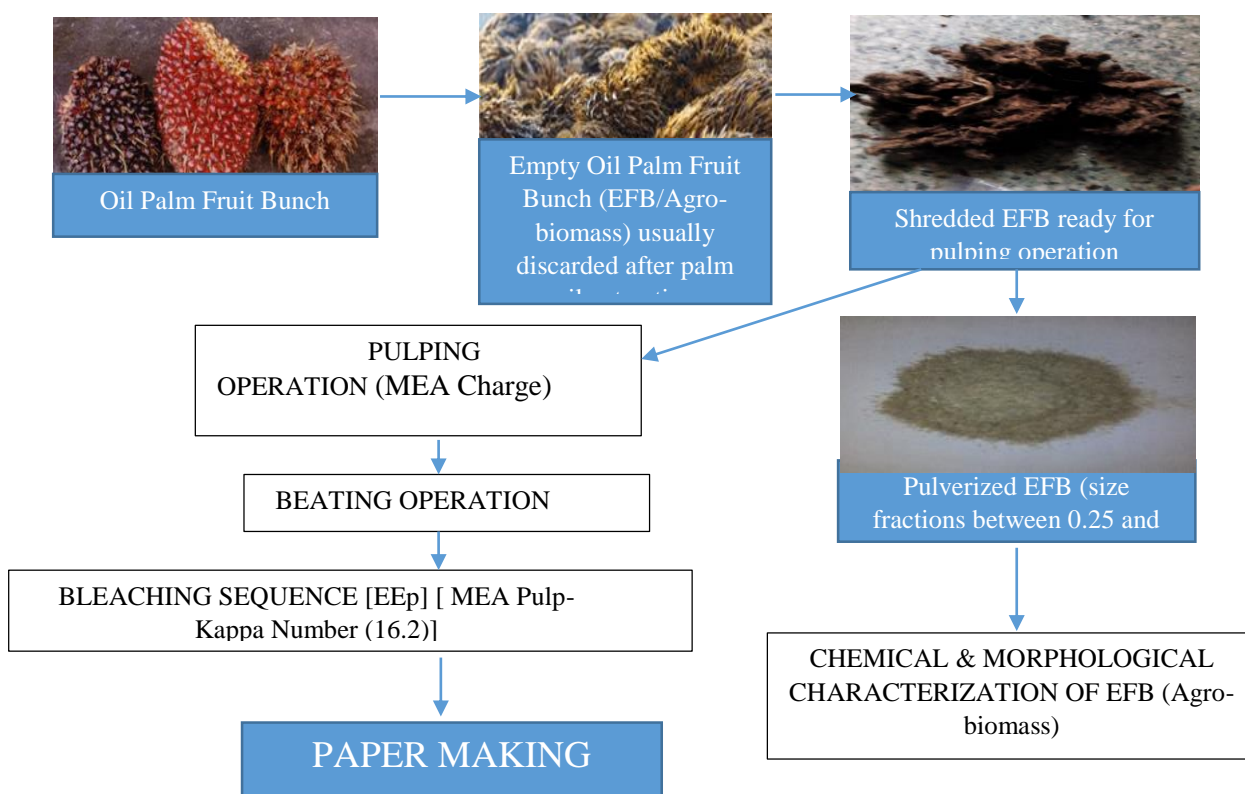 Oil Palm Fruit Bunch
Empty Oil Palm Fruit
Bunch (EFB/Agro-
biomass) usually
discarded after palm
Shredded EFB ready for
pulping operation
PULPING
OPERATION (MEA Charge)
BEATING OPERATION
BLEACHING SEQUENCE [EEp] [ MEA Pulp-
Kappa Number (16.2)]
PAPER MAKING
Pulverized EFB (size
fractions between 0.25 and
CHEMICAL & MORPHOLOGICAL
CHARACTERIZATION OF EFB (Agro-
biomass)